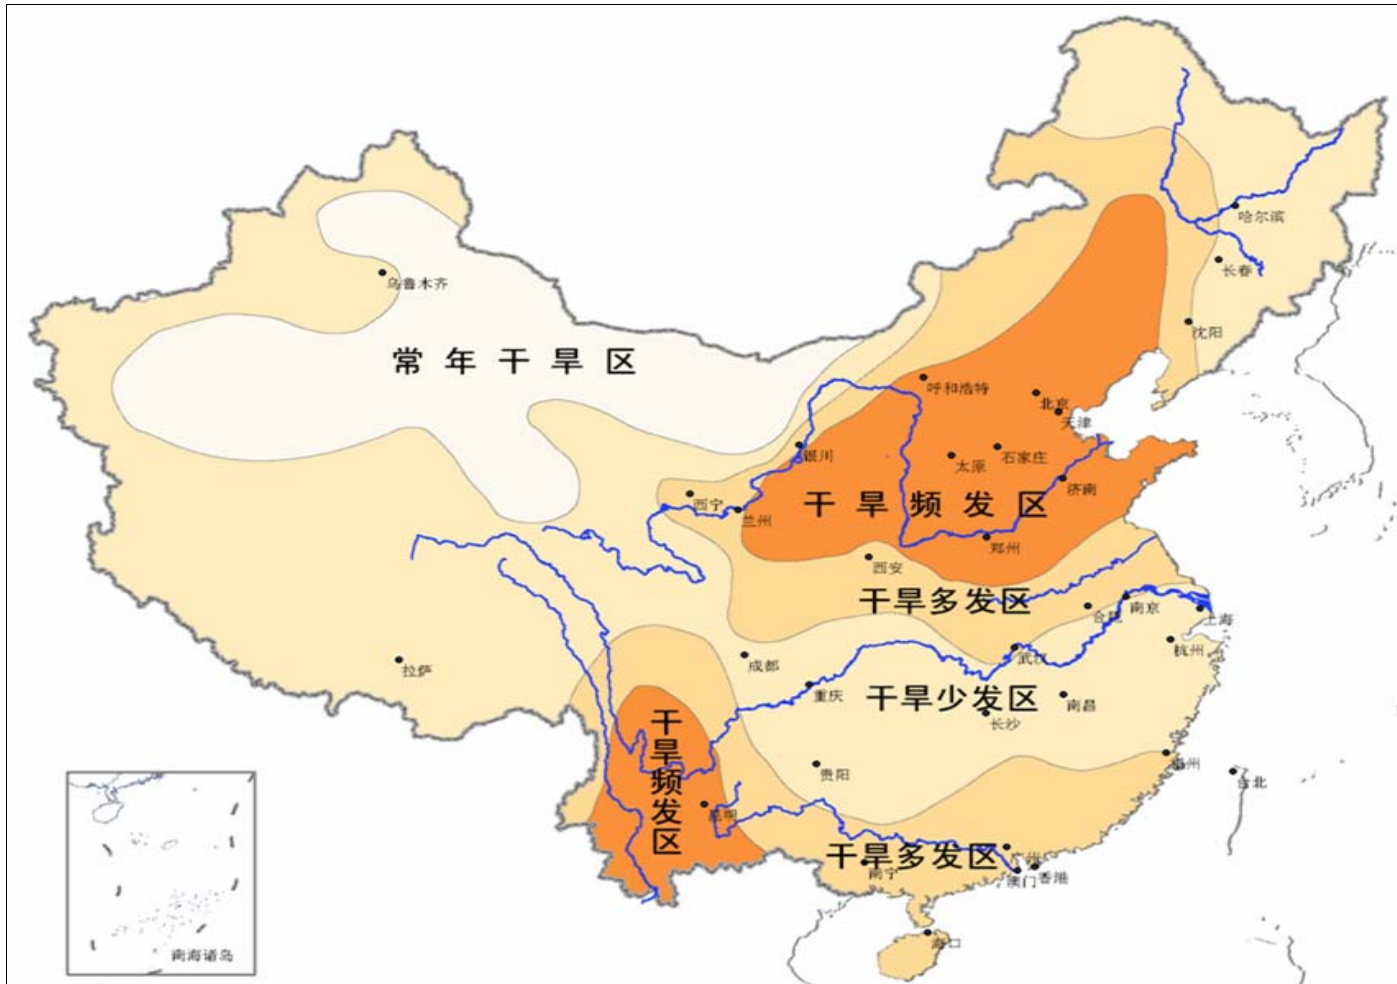 哈尔滨
长春
乌鲁木齐
沈阳
常年干旱区
呼和浩特
北京
天津
银川
石家庄
太原
济南
西宁
干旱频发区
兰州
郑州
西安
干旱多发区
南京
合肥
上海
杭州
武汉
成都
拉萨
重庆
干旱少发区
南昌
长沙
干旱频发区
贵阳
福州
台北
昆明
干旱多发区
广州
南宁
香港
澳门
海口
南海诸岛